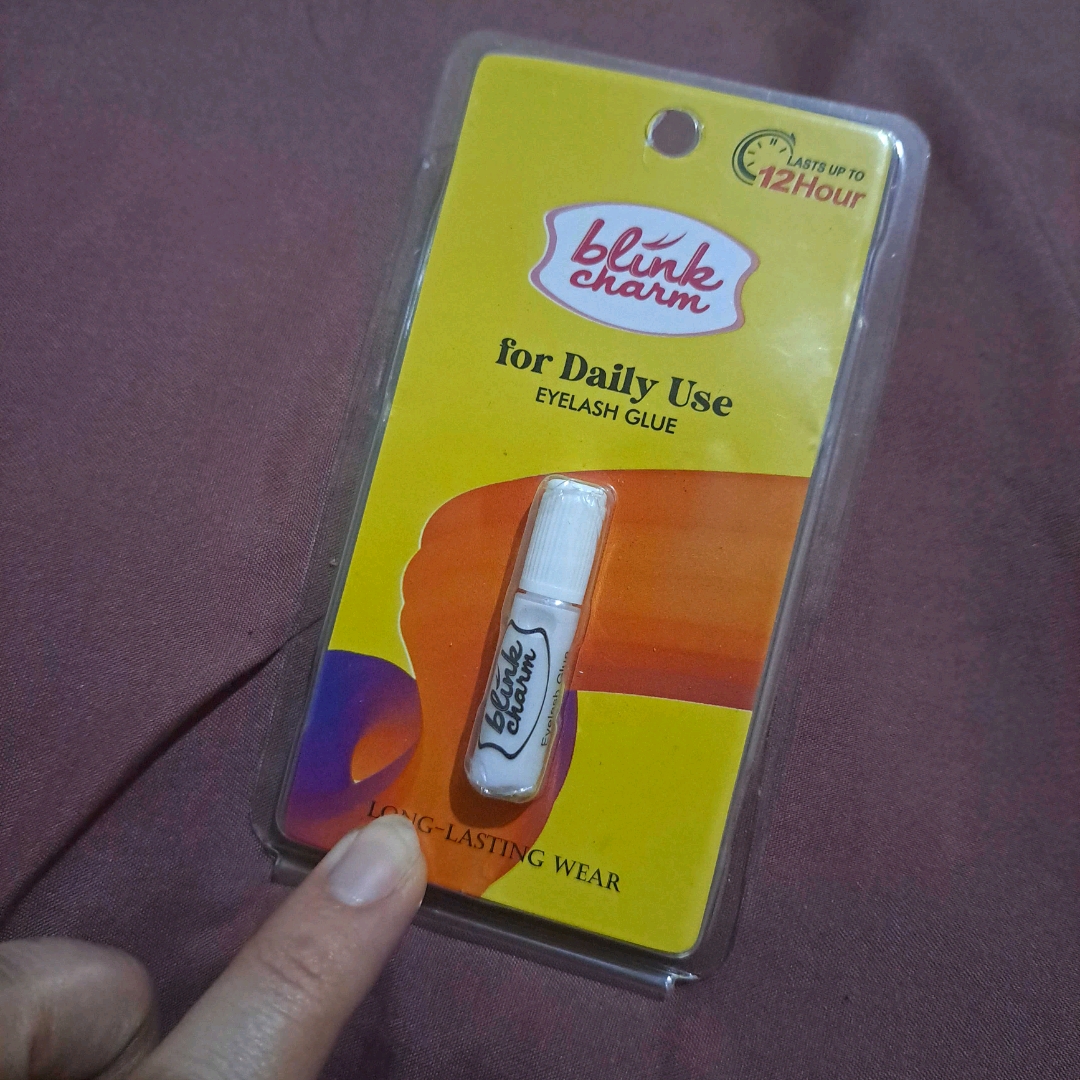 LASTS UP TO
12Hour
blink
charm
for Daily Use
EYELASH GLUE
blink
charm
Eyelash Glue
LONG-LASTING WEAR